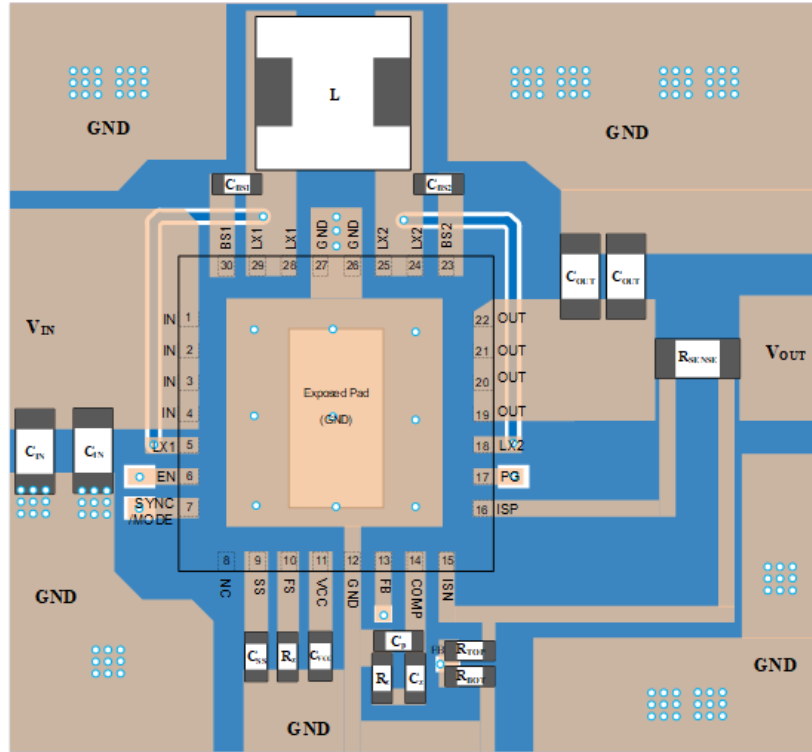 L
GND
GND
CBS1
CBS2
BS1
LX1
LX1
GND
GND
LX2
LX2
BS2
30
29
28
27
26
25
24
23
COUT
COUT
VIN
IN 1
IN 2
IN 3
IN 4
LX1 5
EN 6
SYNC 7
/MODE
22 OUT
21 OUT
20 OUT
19 OUT
18 LX2
17 PG
16 ISP
Exposed Pad
(GND)
RSENSE
VOUT
CIN
CIN
8
9
10
11
12
13
14
15
NC
SS
FS
VCC
GND
FB
COMP
ISN
GND
CSS
CVCC
CP
RTOP
RBOT
GND
GND